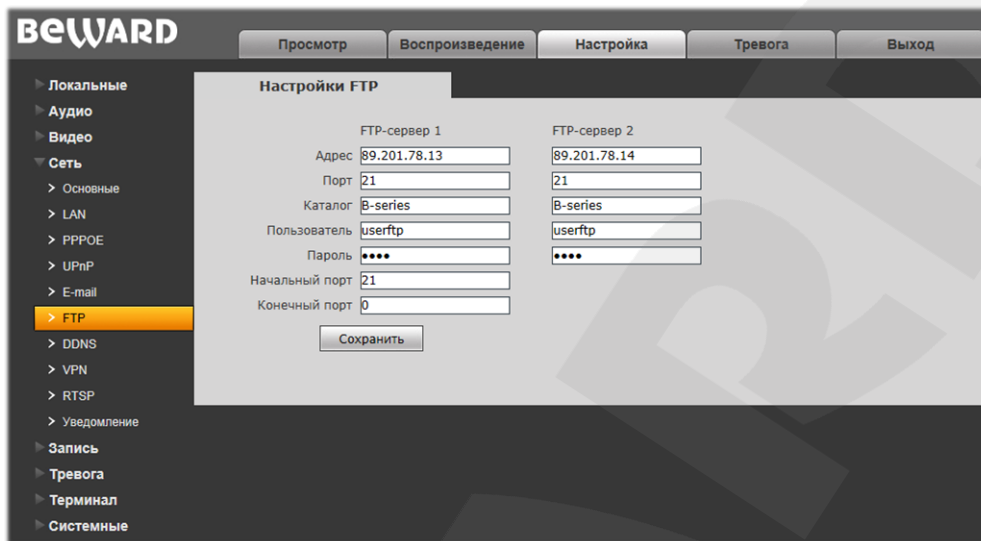 BEWARD
Просмотр Воспроизведение Настройка Тревога Выход
Локальные
Аудио
Видео
Сеть
> Основные
> LAN
> PPPOE
> UPnP
> E-mail
> FTP
> DDNS
> VPN
> RTSP
> Уведомление
Запись
Тревога
Терминал
Системные
Настройки FTP
FTP-сервер 1 FTP-сервер 2
Адрес 89.201.78.13 89.201.78.14
Порт 21 21
Каталог B-series B-series
Пользователь userftp userftp
Пароль •••• ••••
Начальный порт 21
Конечный порт 0
Сохранить